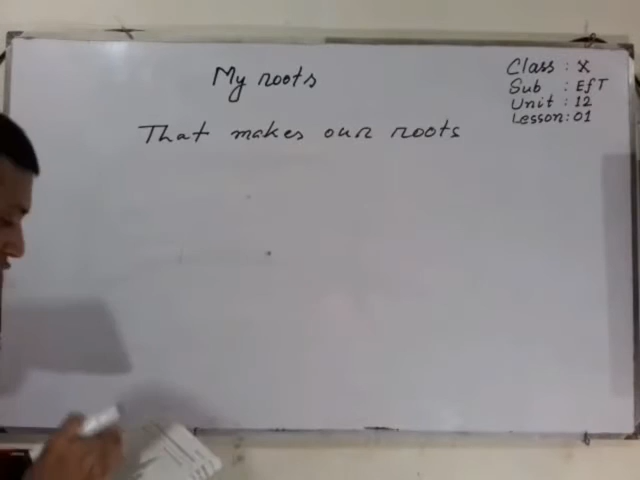 My roots
That makes our roots
Class : X
Sub : EfT
Unit : 12
Lesson: 01